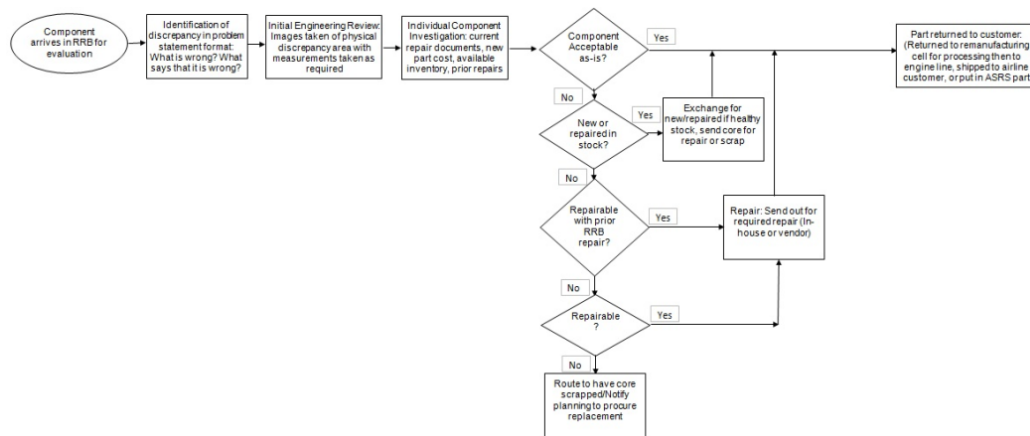 Component
arrives in RRB for
evaluation
Identification of
discrepancy in problem
statement format:
What is wrong? What
says that it is wrong?
Initial Engineering Review:
Images taken of physical
discrepancy area with
measurements taken as
required
Individual Component
Investigation: current
repair documents, new
part cost, available
inventory, prior repairs
Component
Acceptable
as-is?
Yes
Part returned to customer:
(Returned to remanufacturing
cell for processing then to
engine line, shipped to airline
customer, or put in ASRS part
No
New or
repaired in
stock?
Yes
Exchange for
new/repaired if healthy
stock, send core for
repair or scrap
No
Repairable
with prior
RRB
repair?
Yes
Repair: Send out for
required repair (In-
house or vendor)
No
Repairable
?
Yes
No
Route to have core
scrapped/Notify
planning to procure
replacement